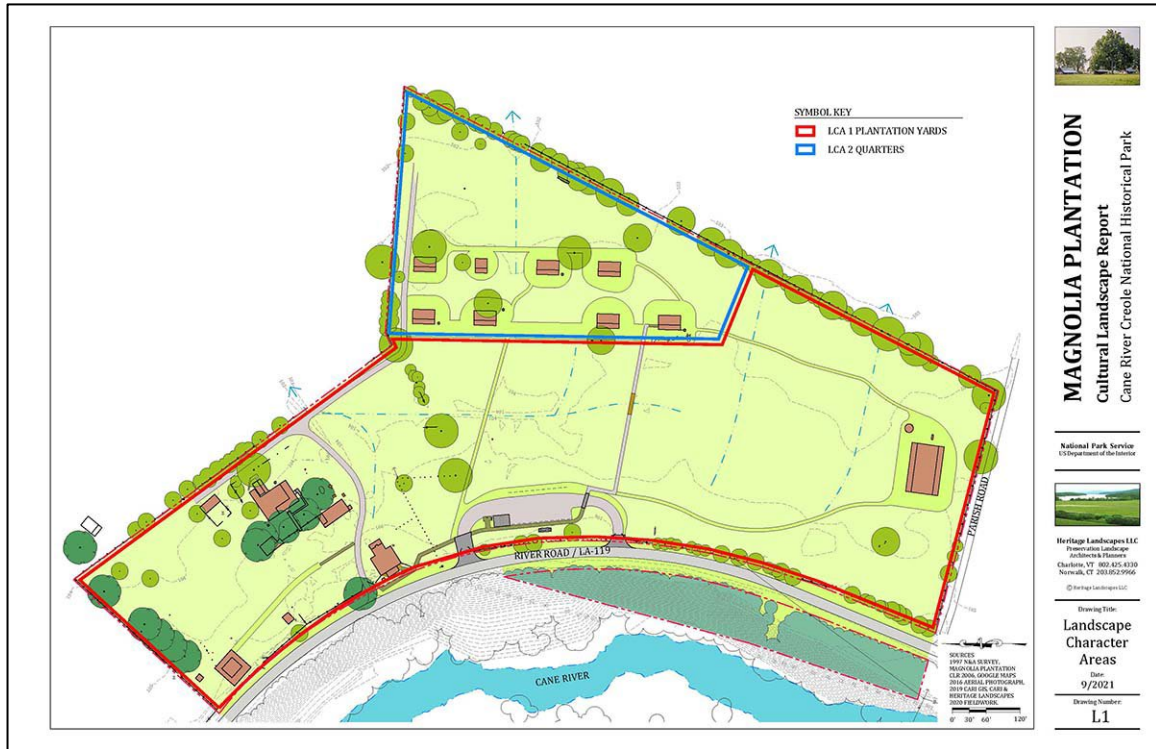 SYMBOL KEY
LCA 1 PLANTATION YARDS
LCA 2 QUARTERS
RIVER ROAD / LA-119
PARISH ROAD
CANE RIVER
SOURCES
1997 N&A SURVEY,
MAGNOLIA PLANTATION
CLR 2006, GOOGLE MAPS
2016 AERIAL PHOTOGRAPH,
2019 CARI GIS, CARI &
HERITAGE LANDSCAPES
2020 FIELDWORK.
0' 30' 60' 120'
MAGNOLIA PLANTATION
Cultural Landscape Report
Cane River Creole National Historical Park
National Park Service
US Department of the Interior
Heritage Landscapes LLC
Preservation Landscape
Architects & Planners
Charlotte, VT 802.425.4330
Norwalk, CT 203.852.9966
© Heritage Landscapes LLC
Drawing Title:
Landscape
Character
Areas
Date:
9/2021
Drawing Number:
L1